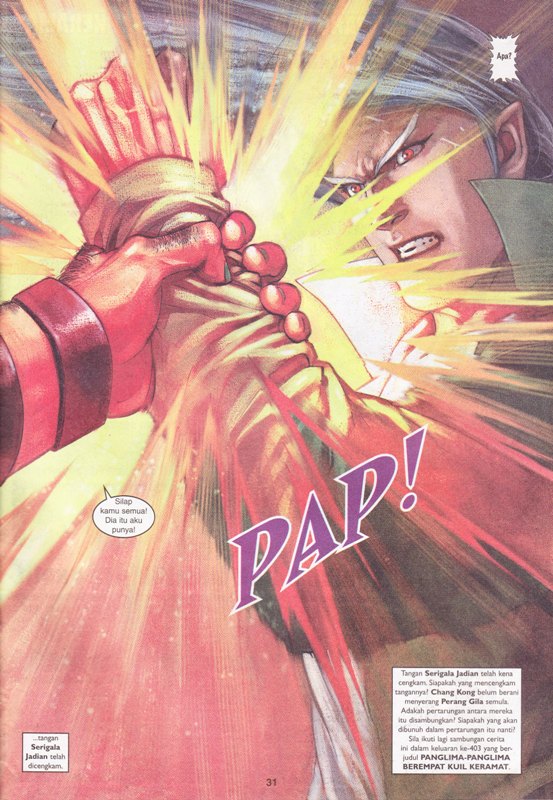 Apa?
Silap
kamu semua!
Dia itu aku
punya!
PAP!
...tangan
Serigala
Jadian telah
dicengkam.
Tangan Serigala Jadian telah kena
cengkam. Siapakah yang mencengkam
tangannya? Chang Kong belum berani
menyerang Perang Gila semula.
Adakah pertarungan antara mereka
itu disambungkan? Siapakah yang akan
dibunuh dalam pertarungan itu nanti?
Sila ikuti lagi sambungan cerita
ini dalam keluaran ke-403 yang ber-
judul PANGLIMA-PANGLIMA
BEREMPAT KUIL KERAMAT.
31